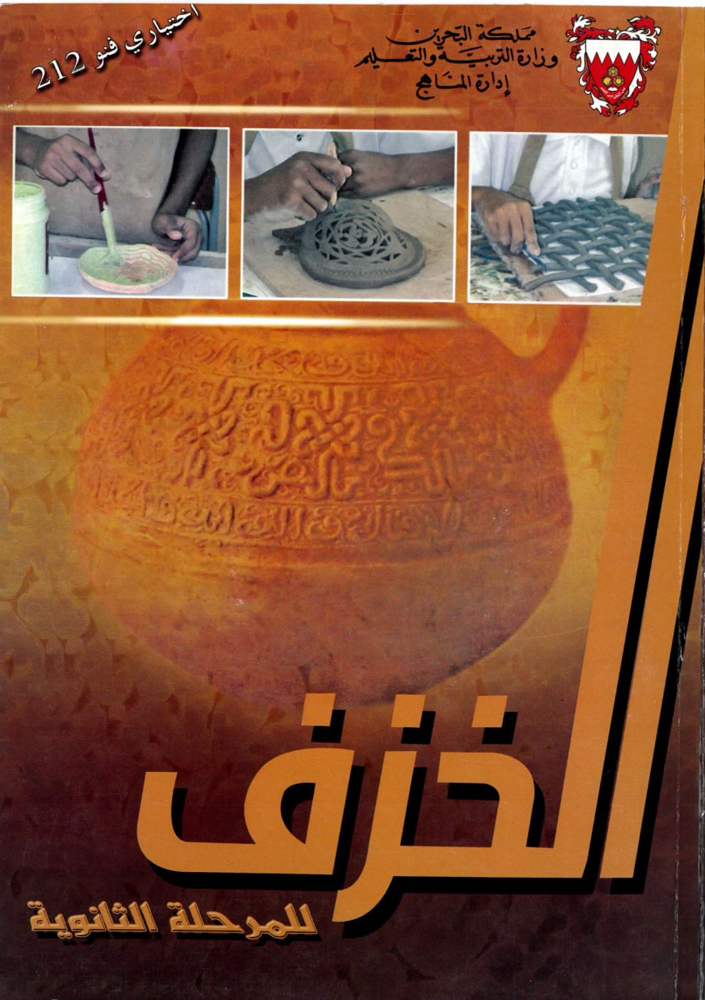 مملكة البحرين
وزارة التربية والتعليم
إدارة المناهج
اختياري فنو 212
الخزف
للمرحلة الثانوية